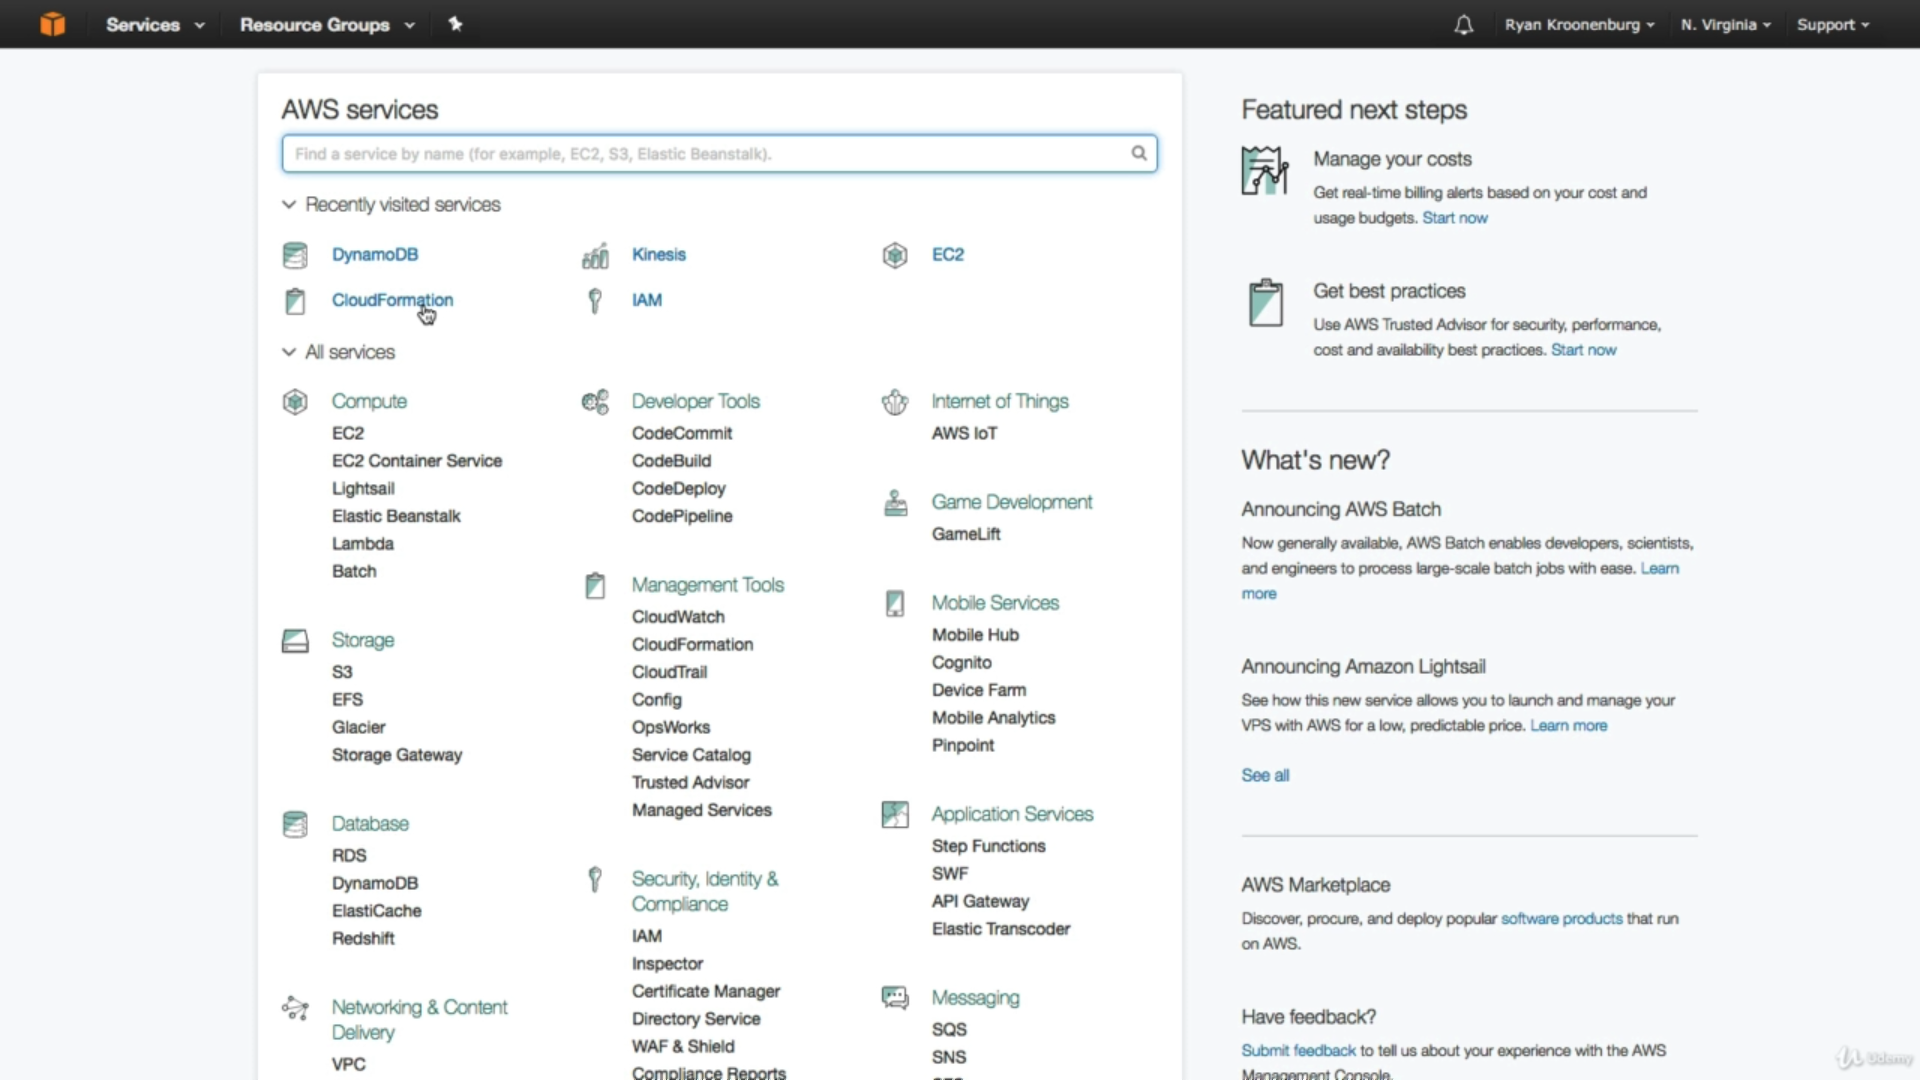 Services
Resource Groups
Ryan Kroonenburg
N. Virginia
Support
AWS services
Find a service by name (for example, EC2, S3, Elastic Beanstalk).
Recently visited services
DynamoDB
Kinesis
EC2
CloudFormation
IAM
All services
Compute
EC2
EC2 Container Service
Lightsail
Elastic Beanstalk
Lambda
Batch
Storage
S3
EFS
Glacier
Storage Gateway
Database
RDS
DynamoDB
ElastiCache
Redshift
Networking & Content
Delivery
VPC
Developer Tools
CodeCommit
CodeBuild
CodeDeploy
CodePipeline
Management Tools
CloudWatch
CloudFormation
CloudTrail
Config
OpsWorks
Service Catalog
Trusted Advisor
Managed Services
Security, Identity &
Compliance
IAM
Inspector
Certificate Manager
Directory Service
WAF & Shield
Compliance Reports
Internet of Things
AWS IoT
Game Development
GameLift
Mobile Services
Mobile Hub
Cognito
Device Farm
Mobile Analytics
Pinpoint
Application Services
Step Functions
SWF
API Gateway
Elastic Transcoder
Messaging
SQS
SNS
Featured next steps
Manage your costs
Get real-time billing alerts based on your cost and
usage budgets. Start now
Get best practices
Use AWS Trusted Advisor for security, performance,
cost and availability best practices. Start now
What's new?
Announcing AWS Batch
Now generally available, AWS Batch enables developers, scientists,
and engineers to process large-scale batch jobs with ease. Learn
more
Announcing Amazon Lightsail
See how this new service allows you to launch and manage your
VPS with AWS for a low, predictable price. Learn more
See all
AWS Marketplace
Discover, procure, and deploy popular software products that run
on AWS.
Have feedback?
Submit feedback to tell us about your experience with the AWS
Management Console.
Udemy